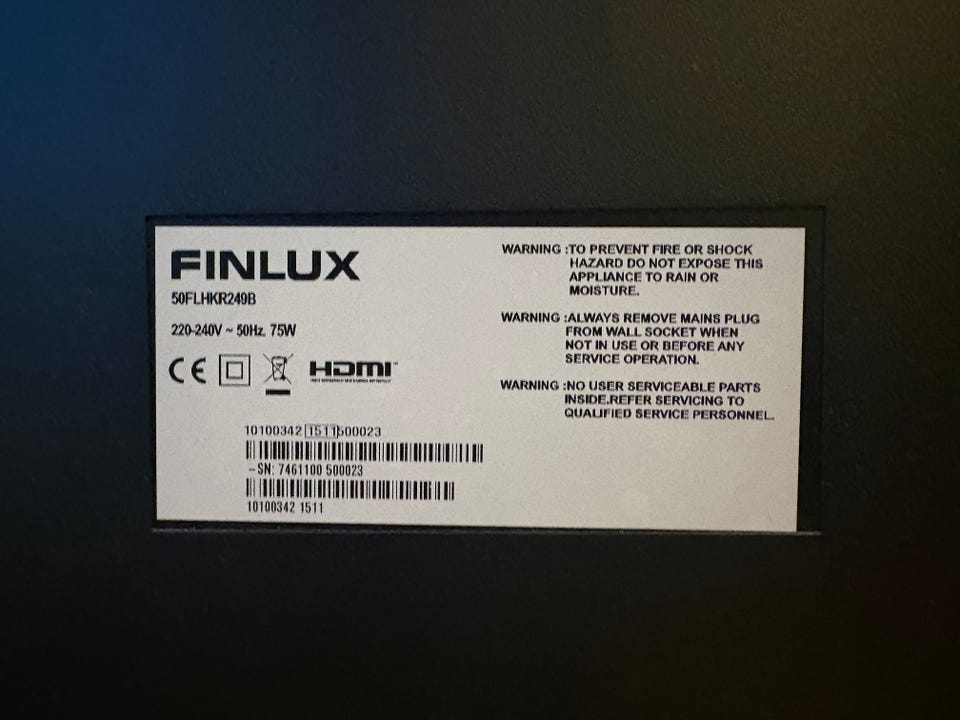 FINLUX
50FLHKR249B
220-240V ~ 50Hz. 75W
CE
HDMI
10100342 1511 500023
-SN: 7461100 500023
10100342 1511
WARNING :TO PREVENT FIRE OR SHOCK
HAZARD DO NOT EXPOSE THIS
APPLIANCE TO RAIN OR
MOISTURE.
WARNING :ALWAYS REMOVE MAINS PLUG
FROM WALL SOCKET WHEN
NOT IN USE OR BEFORE ANY
SERVICE OPERATION.
WARNING :NO USER SERVICEABLE PARTS
INSIDE.REFER SERVICING TO
QUALIFIED SERVICE PERSONNEL.